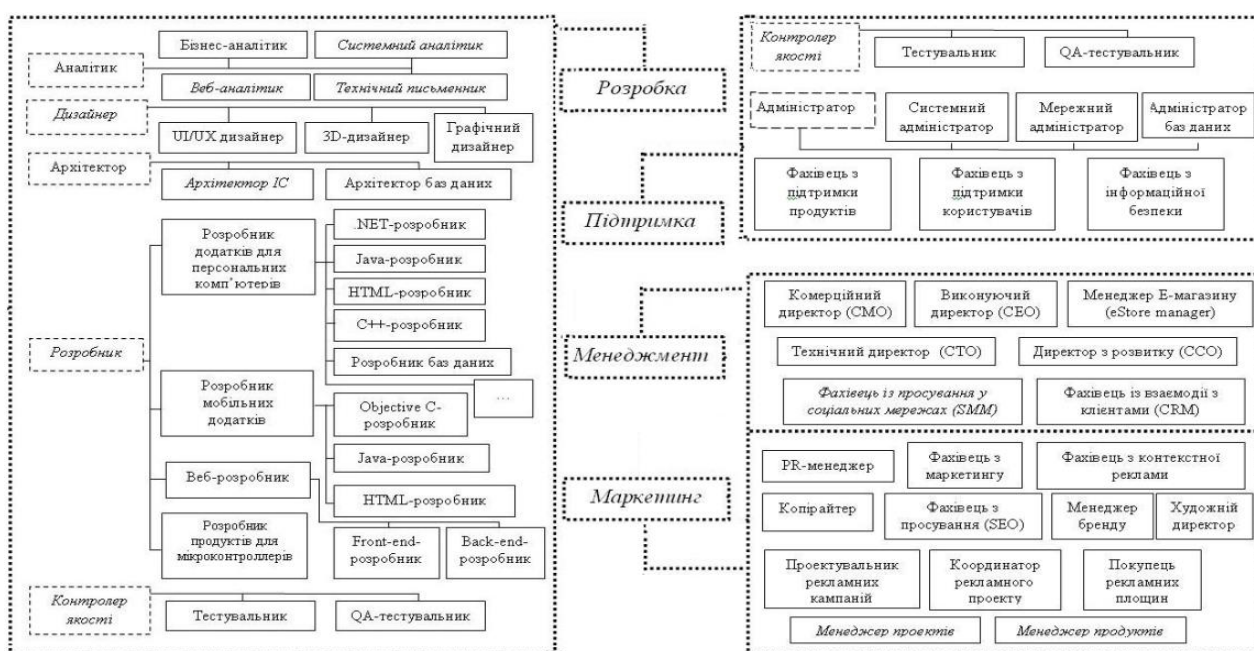 Бізнес-аналітик
Системний аналітик
Аналітик
Веб-аналітик
Технічний письменник
Дизайнер
UI/UX дизайнер
3D-дизайнер
Графічний
дизайнер
Архітектор
Архітектор ІС
Архітектор баз даних
Розробник
додатків для
персональних
комп’ютерів
.NET-розробник
Java-розробник
HTML-розробник
C++-розробник
Розробник баз даних
…
Розробник
Розробник
мобільних
додатків
Objective C-
розробник
Java-розробник
HTML-розробник
Веб-розробник
Розробник
продуктів для
мікроконтроллерів
Front-end-
розробник
Back-end-
розробник
Контролер
якості
Тестувальник
QA-тестувальник
Розробка
Підтримка
Менеджмент
Маркетинг
Контролер
якості
Тестувальник
QA-тестувальник
Адміністратор
Системний
адміністратор
Мережний
адміністратор
Адміністратор
баз даних
Фахівець з
підтримки
продуктів
Фахівець з
підтримки
користувачів
Фахівець з
інформаційної
безпеки
Комерційний
директор (CMO)
Виконуючий
директор (CEO)
Менеджер Е-магазину
(eStore manager)
Технічний директор (CTO)
Директор з розвитку (CCO)
Фахівець із просування у
соціальних мережах (SMM)
Фахівець із взаємодії з
клієнтами (CRM)
PR-менеджер
Фахівець з
маркетингу
Фахівець з контекстної
реклами
Копірайтер
Фахівець з
просування (SEO)
Менеджер
бренду
Художній
директор
Проектувальник
рекламних
кампаній
Координатор
рекламного
проекту
Покупець
рекламних
площин
Менеджер проектів
Менеджер продуктів